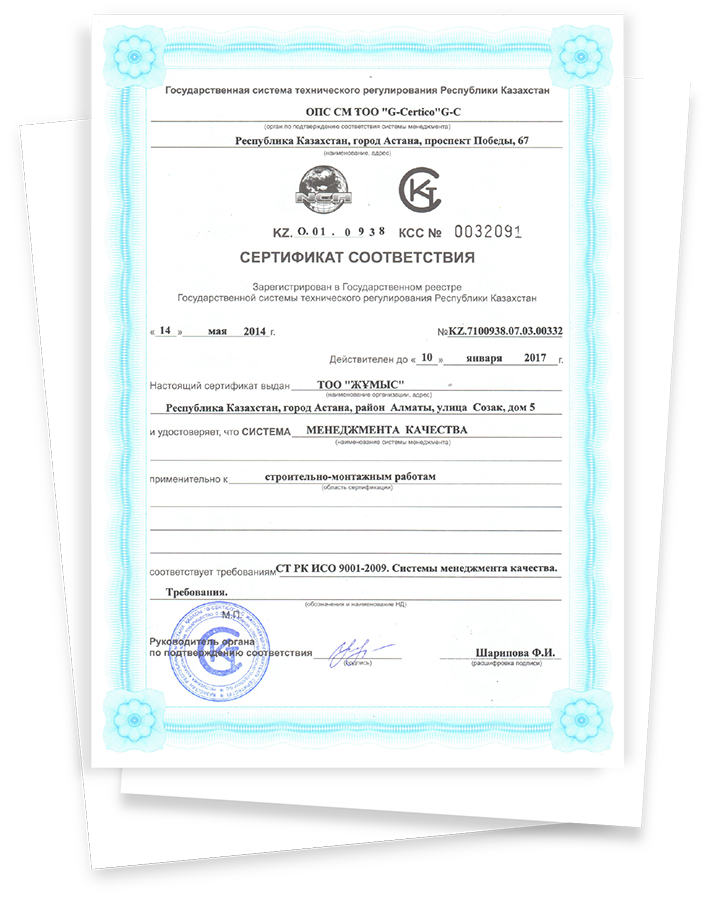 Государственная система технического регулирования Республики Казахстан
ОПС СМ ТОО "G-Certico"G-C
(орган по подтверждению соответствия системы менеджмента)
Республика Казахстан, город Астана, проспект Победы, 67
(наименование, адрес)
NCA
KZ. О. 01 . 0 9 3 8 КСС № 0032091
СЕРТИФИКАТ СООТВЕТСТВИЯ
Зарегистрирован в Государственном реестре
Государственной системы технического регулирования Республики Казахстан
« 14 » мая 2014 г. №KZ.7100938.07.03.00332
Действителен до « 10 » января 2017 г.
Настоящий сертификат выдан ТОО "ЖҰМЫС"
(наименование организации, адрес)
Республика Казахстан, город Астана, район Алматы, улица Созак, дом 5
и удостоверяет, что СИСТЕМА МЕНЕДЖМЕНТА КАЧЕСТВА
(наименование системы менеджмента)
применительно к строительно-монтажным работам
(область сертификации)
соответствует требованиям СТ РК ИСО 9001-2009. Системы менеджмента качества.
Требования.
(обозначения и наименование НД)
М.П.
Руководитель органа
по подтверждению соответствия Шарипова Ф.И.
(подпись) (расшифровка подписи)